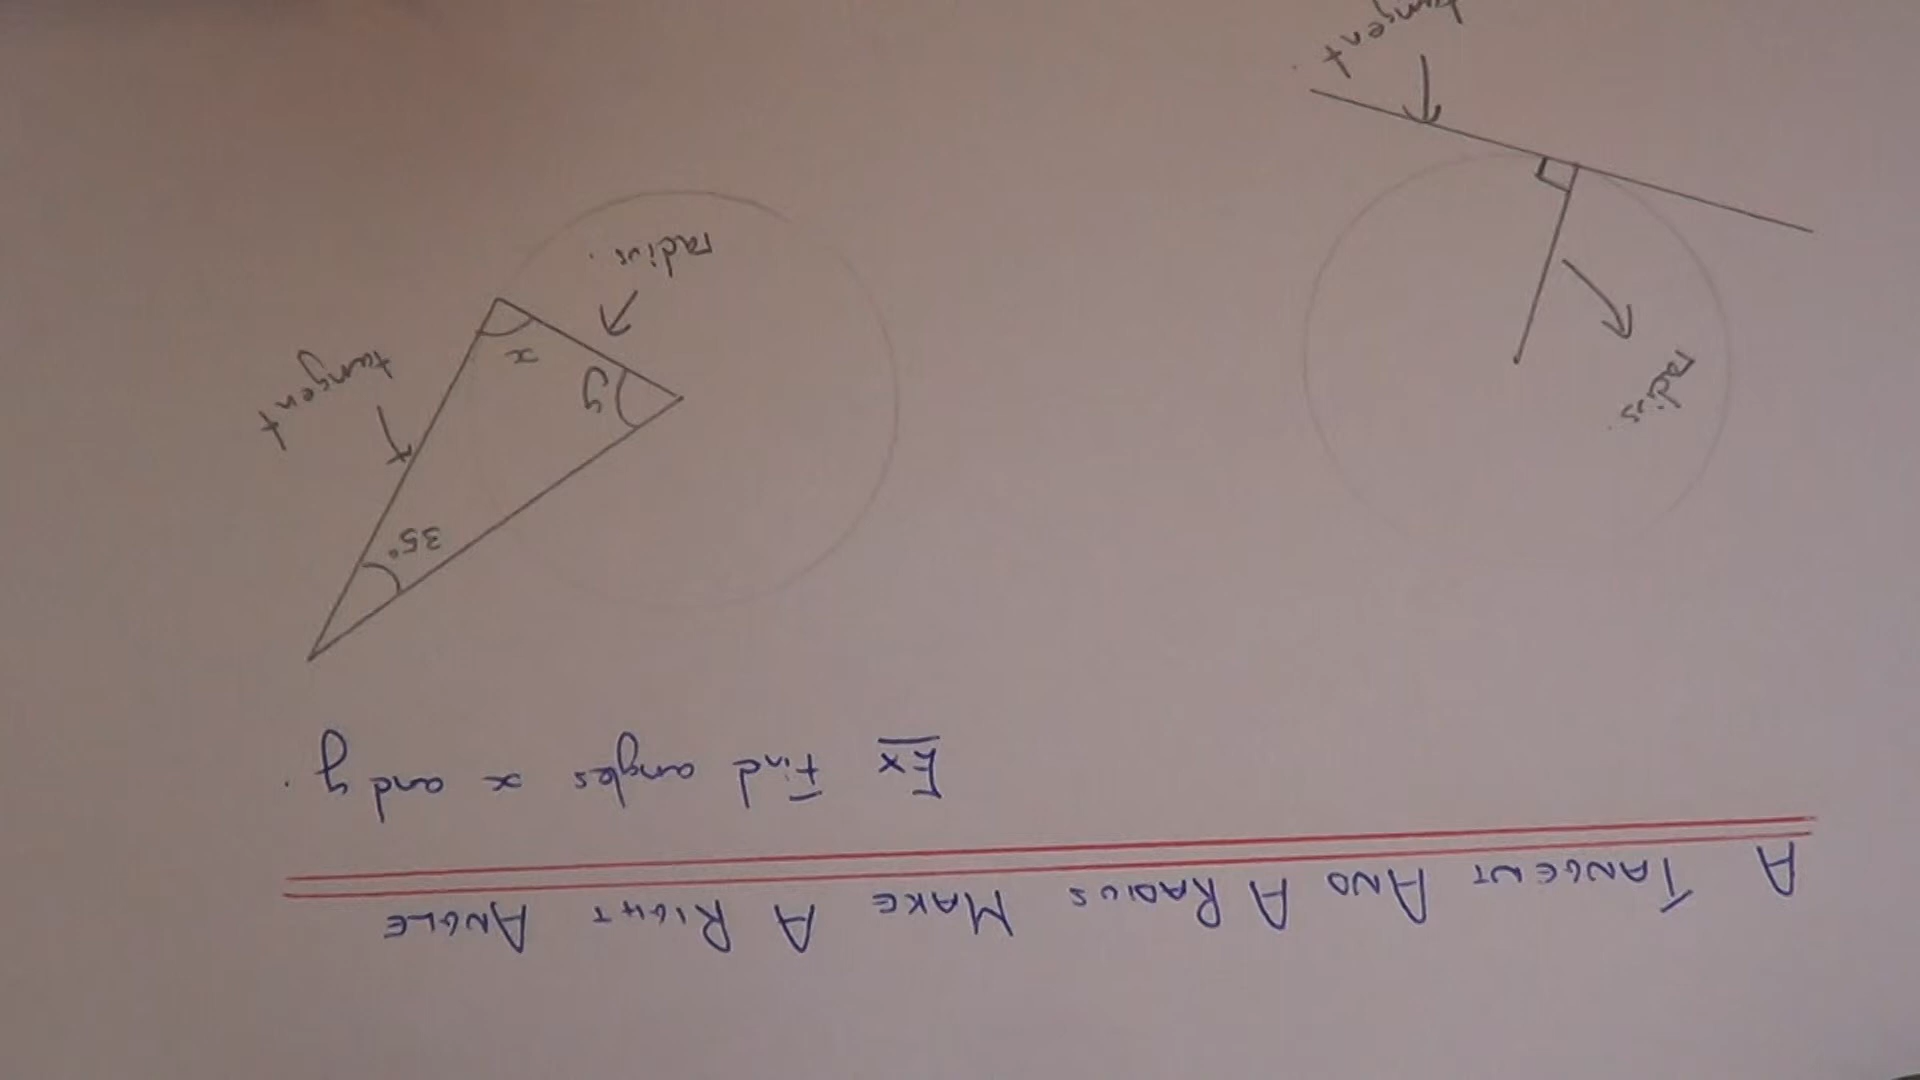 A TANGENT AND A RADIUS MAKE A RIGHT ANGLE
Ex Find angles x and y.
radius.
tangent
35°
y
x
tangent
radius.